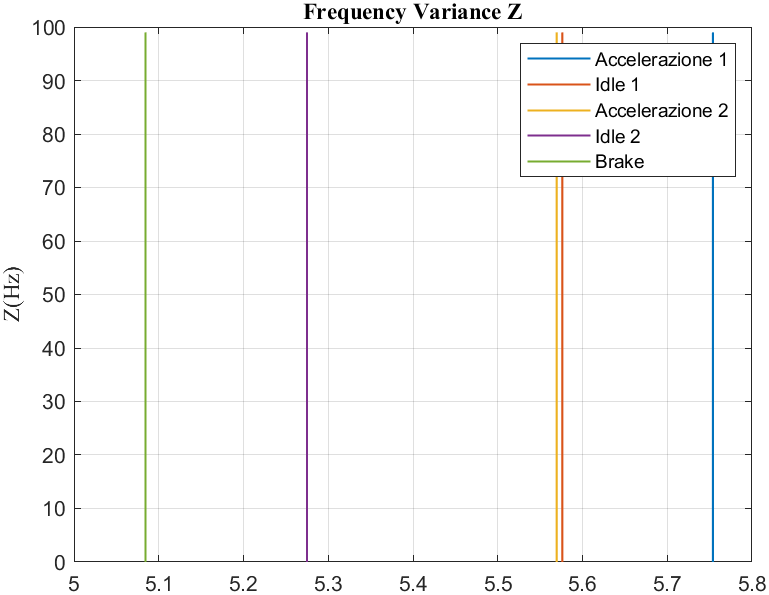 Frequency Variance Z
100
90
80
70
60
50
40
30
20
10
0
Z(Hz)
Accelerazione 1
Idle 1
Accelerazione 2
Idle 2
Brake
5 5.1 5.2 5.3 5.4 5.5 5.6 5.7 5.8